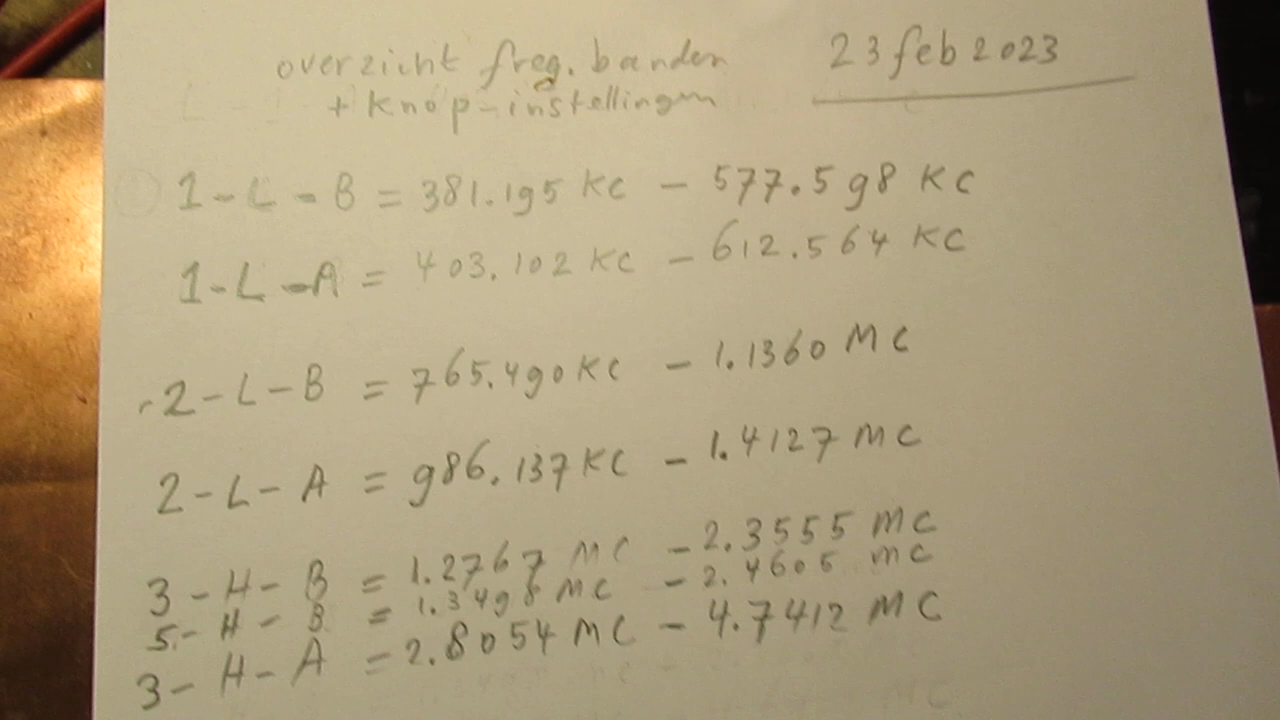 overzicht freq. banden 23 feb 2023
+ knop-instellingen
1-L-B = 381.195 KC - 577.598 KC
1-L-A = 403.102 KC - 612.564 KC
2-L-B = 765.490 KC - 1.1360 MC
2-L-A = 986.137 KC - 1.4127 MC
3-H-B = 1.2767 MC - 2.3555 MC
5-H-B = 1.3498 MC - 2.4605 MC
3-H-A = 2.8054 MC - 4.7412 MC